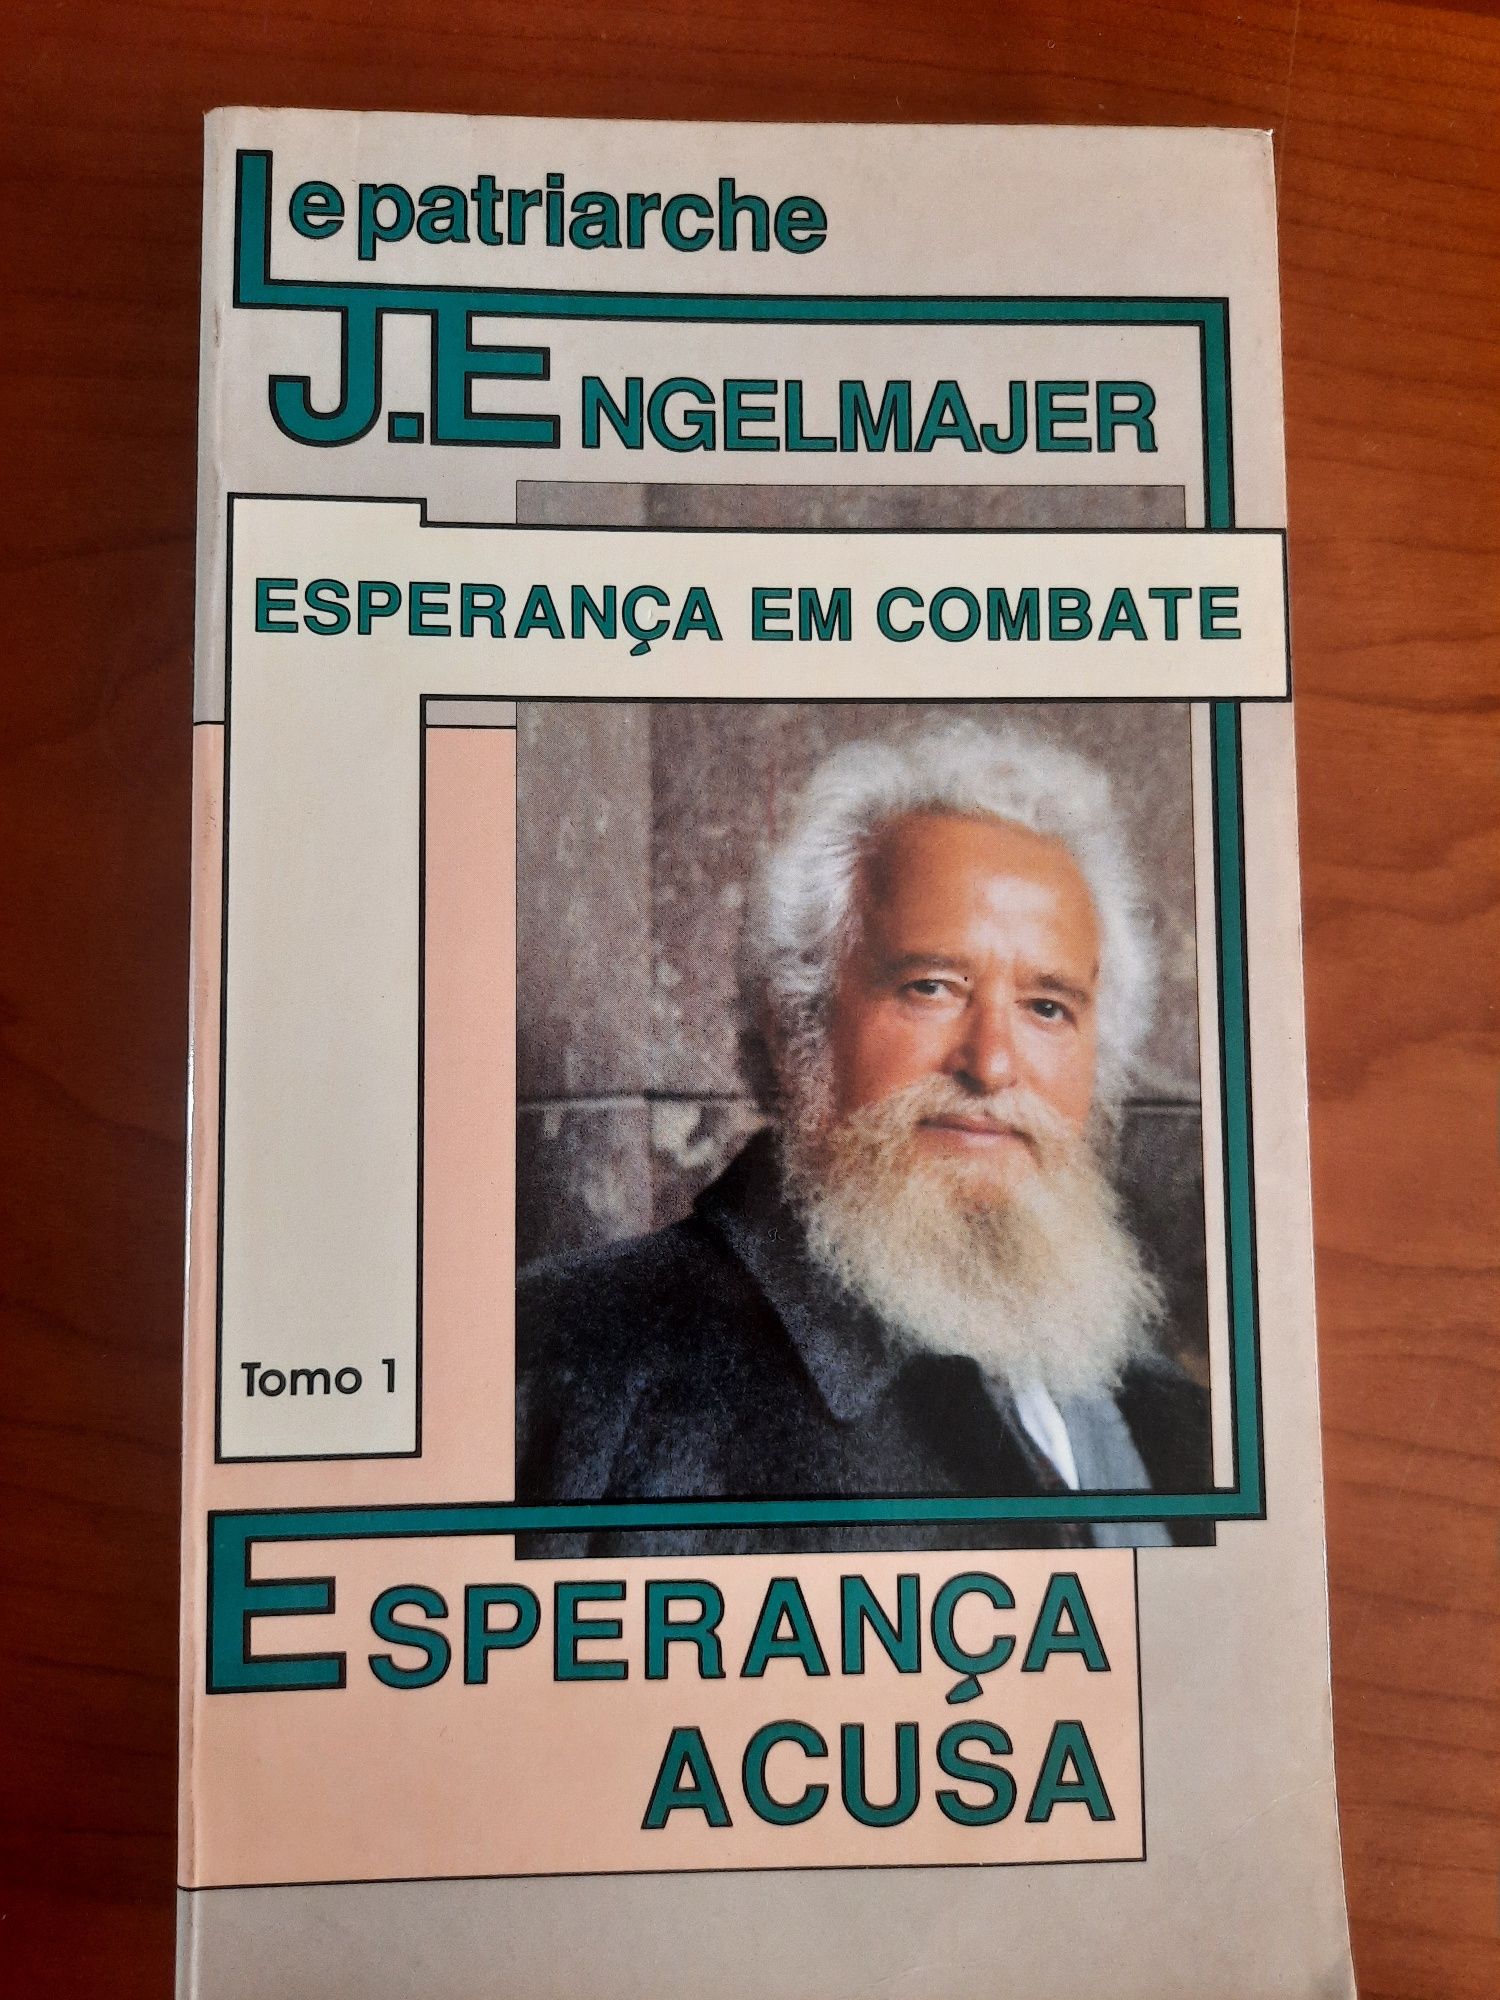 Le patriarche
J. ENGELMAJER
ESPERANÇA EM COMBATE
Tomo 1
ESPERANÇA
ACUSA